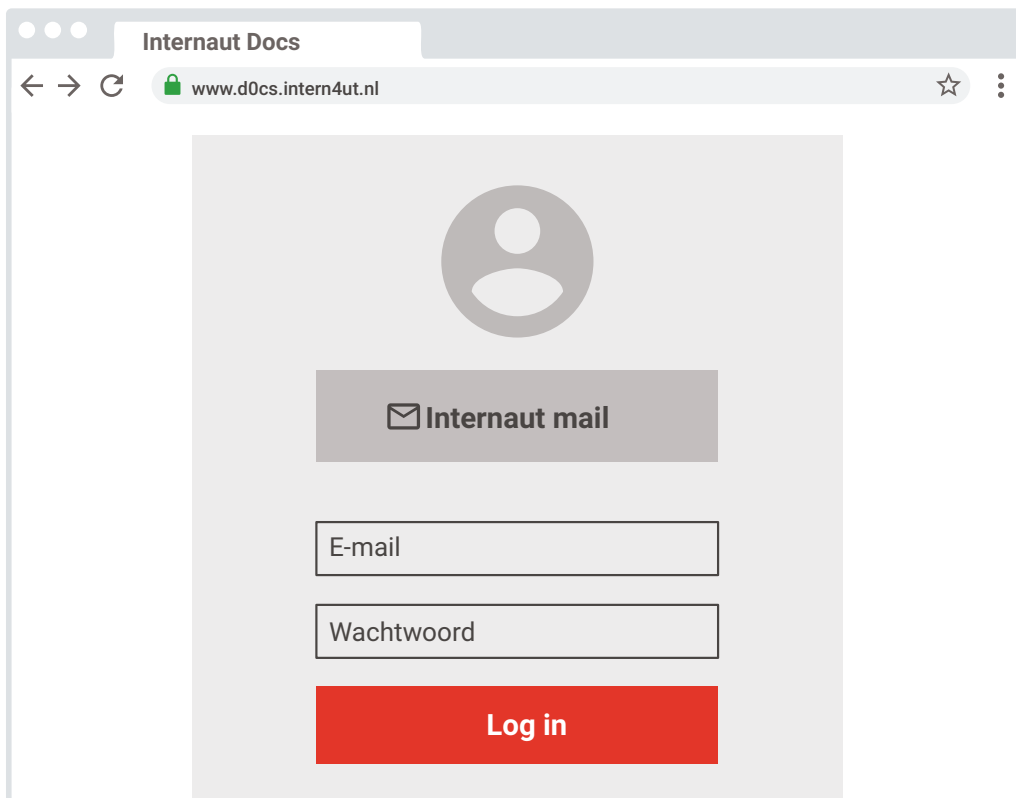 Internaut Docs
www.d0cs.intern4ut.nl
Internaut mail
E-mail
Wachtwoord
Log in